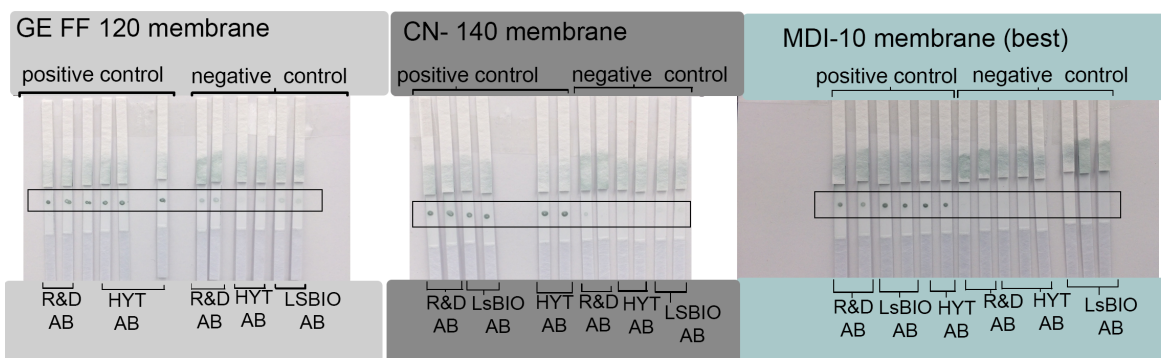 GE FF 120 membrane
positive control
negative control
R&D
AB
HYT
AB
R&D
AB
HYT
AB
LSBIO
AB
CN- 140 membrane
positive control
negative control
R&D
AB
LsBIO
AB
HYT
AB
R&D
AB
HYT
AB
LSBIO
AB
MDI-10 membrane (best)
positive control
negative control
R&D
AB
LsBIO
AB
HYT
AB
R&D
AB
HYT
AB
LsBIO
AB